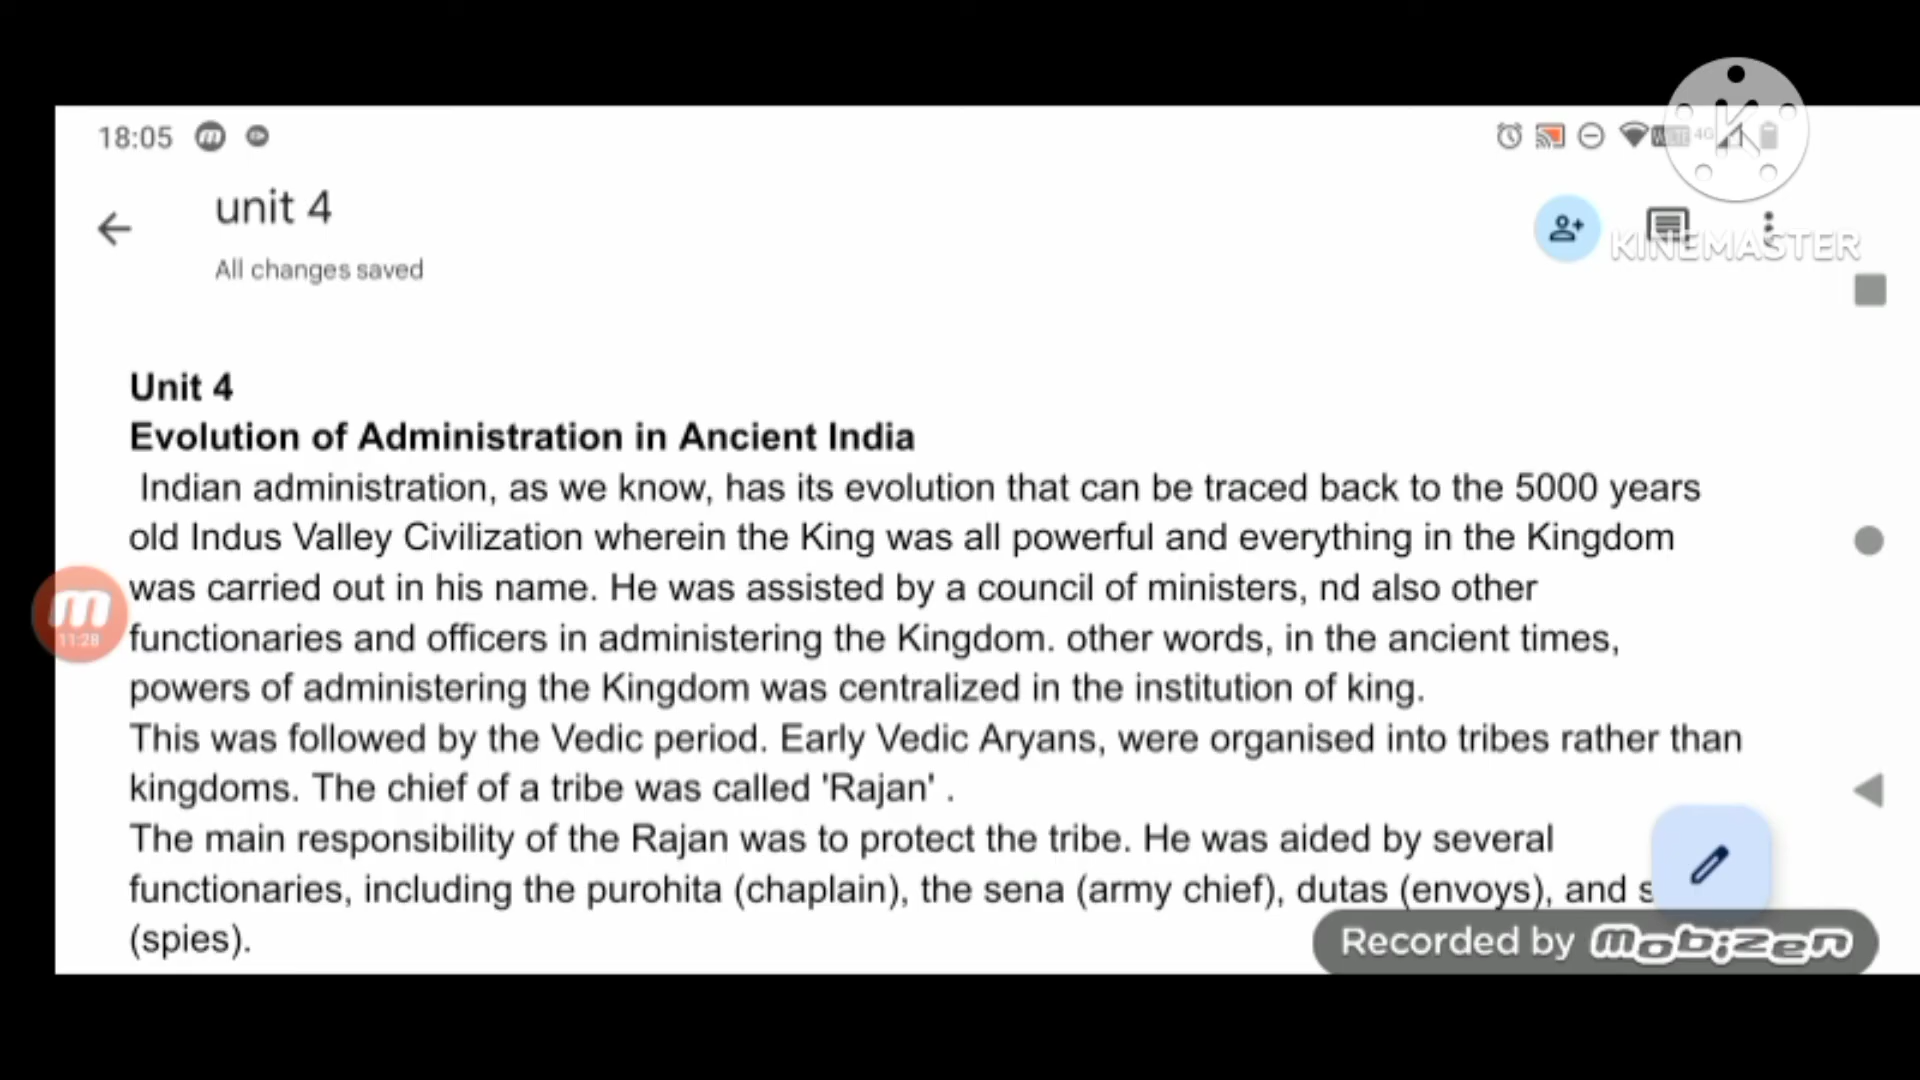 18:05
4G
KINEMASTER
unit 4
All changes saved
Unit 4
Evolution of Administration in Ancient India
Indian administration, as we know, has its evolution that can be traced back to the 5000 years
old Indus Valley Civilization wherein the King was all powerful and everything in the Kingdom
was carried out in his name. He was assisted by a council of ministers, nd also other
11:28
functionaries and officers in administering the Kingdom. other words, in the ancient times,
powers of administering the Kingdom was centralized in the institution of king.
This was followed by the Vedic period. Early Vedic Aryans, were organised into tribes rather than
kingdoms. The chief of a tribe was called 'Rajan' .
The main responsibility of the Rajan was to protect the tribe. He was aided by several
functionaries, including the purohita (chaplain), the sena (army chief), dutas (envoys), and s
(spies).
Recorded by mobizen